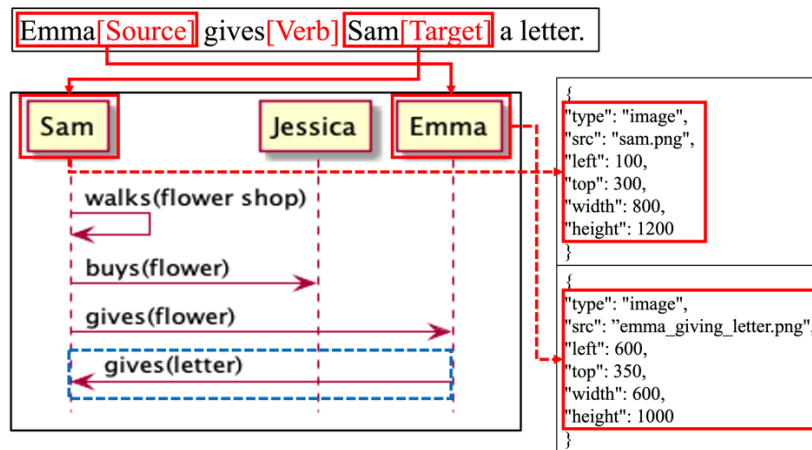 Emma[Source] gives[Verb] Sam[Target] a letter.
Sam
Jessica
Emma
walks(flower shop)
buys(flower)
gives(flower)
gives(letter)
{
"type": "image",
"src": "sam.png",
"left": 100,
"top": 300,
"width": 800,
"height": 1200
}
{
"type": "image",
"src": ”emma_giving_letter.png",
"left": 600,
"top": 350,
"width": 600,
"height": 1000
}